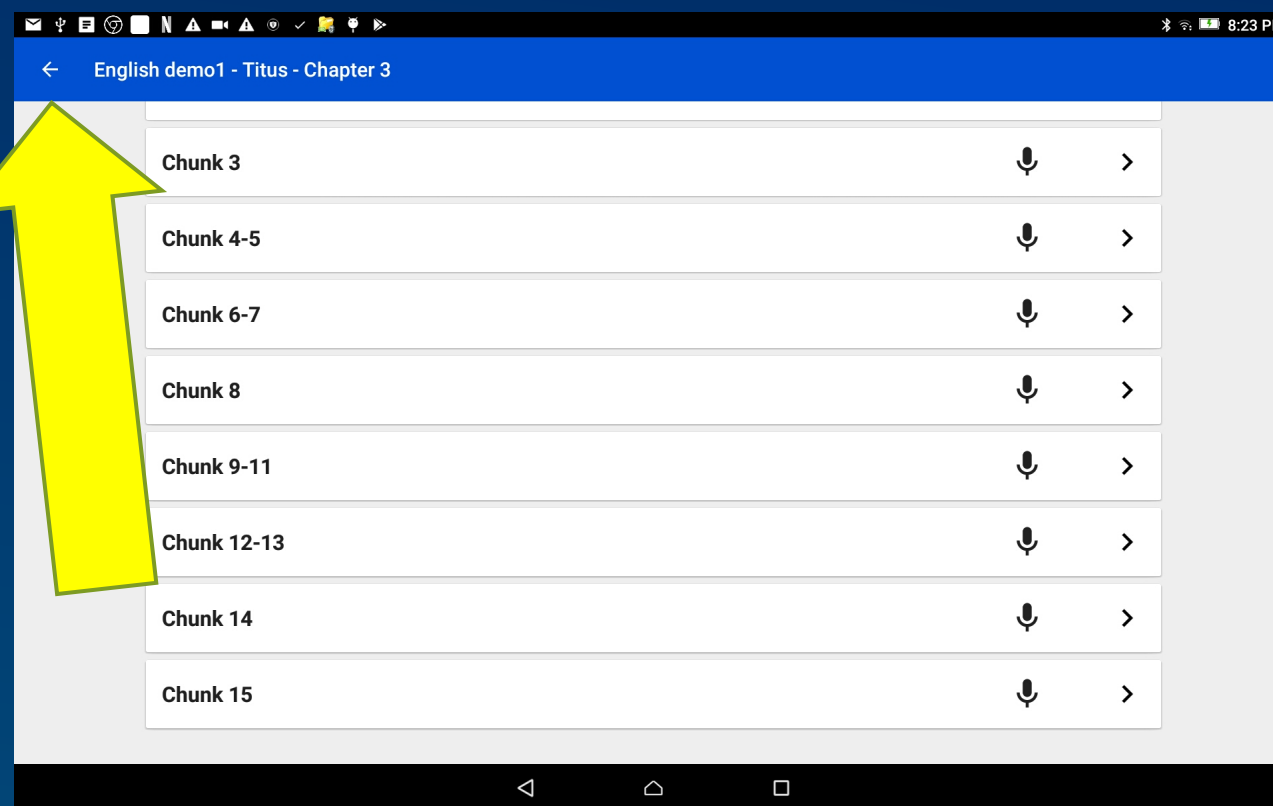 8:23 P
English demo1 - Titus - Chapter 3
Chunk 3
Chunk 4-5
Chunk 6-7
Chunk 8
Chunk 9-11
Chunk 12-13
Chunk 14
Chunk 15